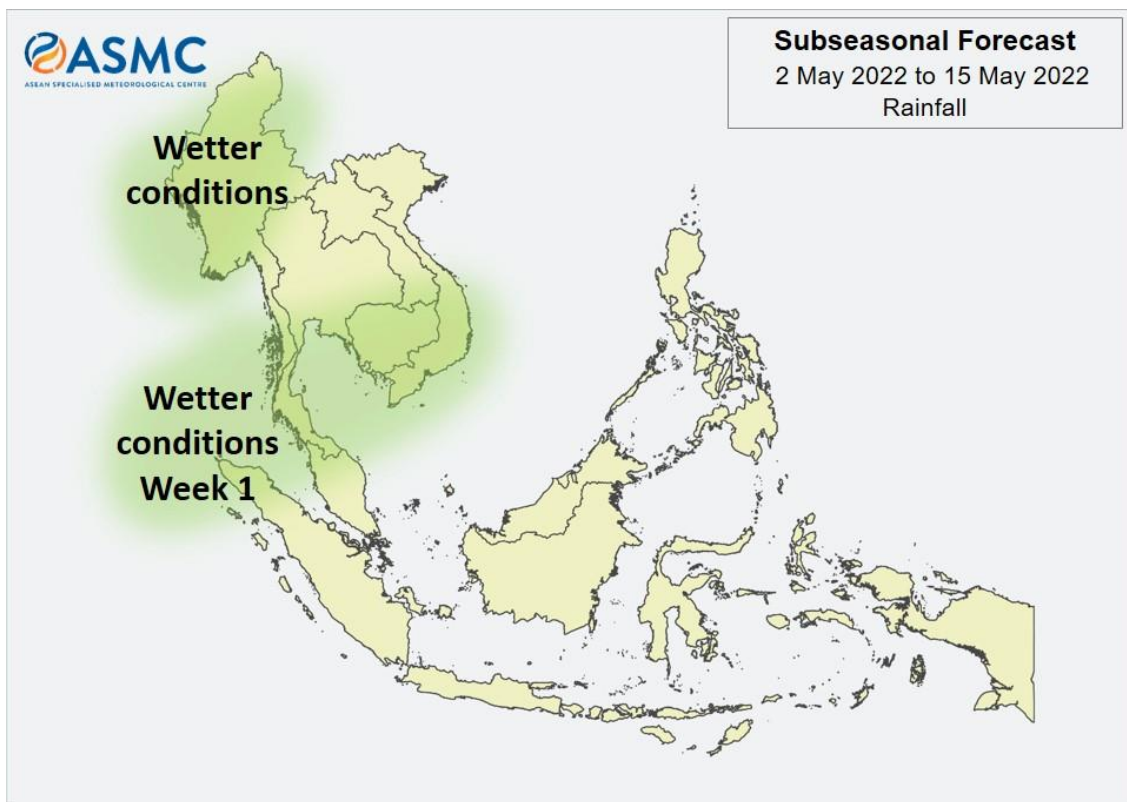 ASMC
ASEAN SPECIALISED METEOROLOGICAL CENTRE
Subseasonal Forecast
2 May 2022 to 15 May 2022
Rainfall
Wetter
conditions
Wetter
conditions
Week 1